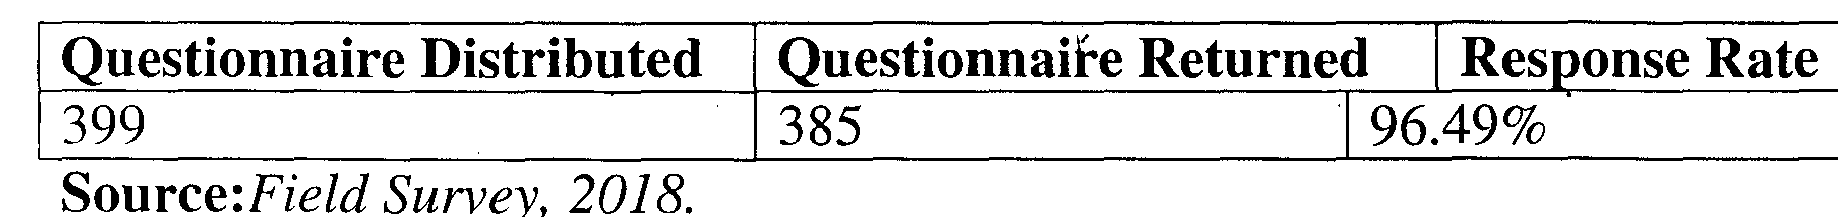 Questionnaire Distributed Questionnaire Returned Response Rate
399 385 96.49%
Source:Field Survey, 2018.